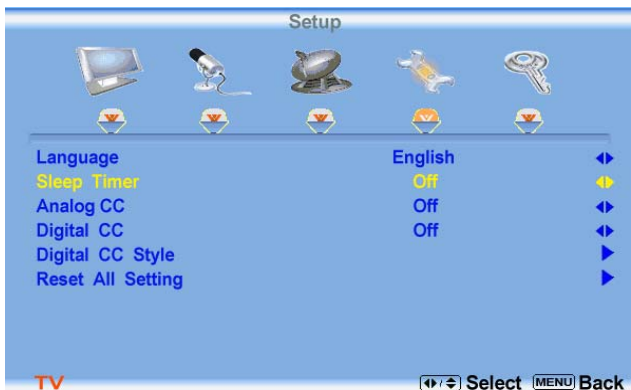 Setup
Language English
Sleep Timer Off
Analog CC Off
Digital CC Off
Digital CC Style
Reset All Setting
TV Select MENU Back